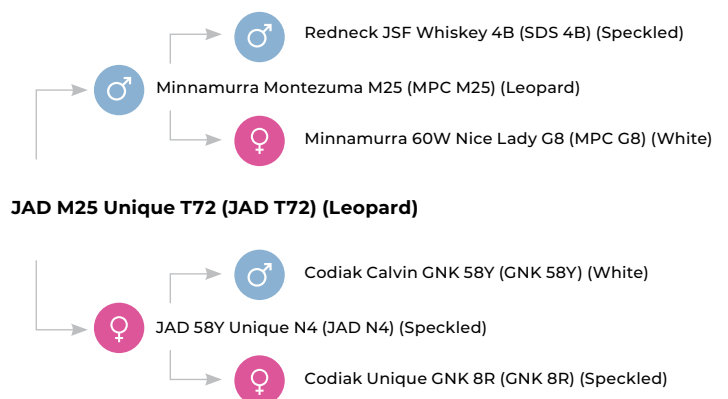 Redneck JSF Whiskey 4B (SDS 4B) (Speckled)
Minnamurra Montezuma M25 (MPC M25) (Leopard)
Minnamurra 60W Nice Lady G8 (MPC G8) (White)
JAD M25 Unique T72 (JAD T72) (Leopard)
Codiak Calvin GNK 58Y (GNK 58Y) (White)
JAD 58Y Unique N4 (JAD N4) (Speckled)
Codiak Unique GNK 8R (GNK 8R) (Speckled)